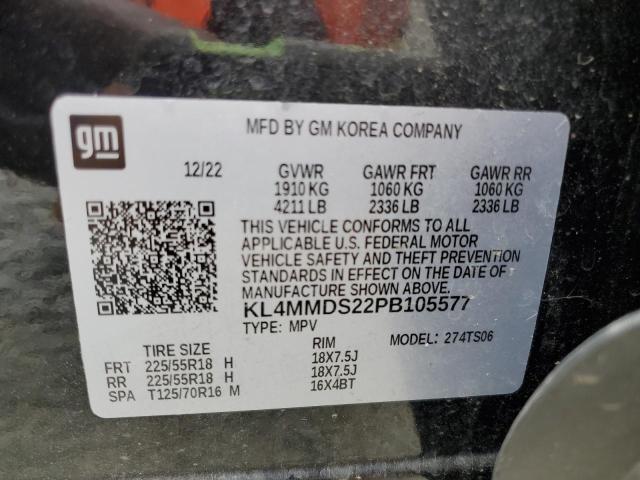 gm
MFD BY GM KOREA COMPANY
12/22 GVWR GAWR FRT GAWR RR
1910 KG 1060 KG 1060 KG
4211 LB 2336 LB 2336 LB
THIS VEHICLE CONFORMS TO ALL
APPLICABLE U.S. FEDERAL MOTOR
VEHICLE SAFETY AND THEFT PREVENTION
STANDARDS IN EFFECT ON THE DATE OF
MANUFACTURE SHOWN ABOVE.
KL4MMDS22PB105577
TYPE: MPV MODEL: 274TS06
TIRE SIZE RIM
FRT 225/55R18 H 18X7.5J
RR 225/55R18 H 18X7.5J
SPA T125/70R16 M 16X4BT